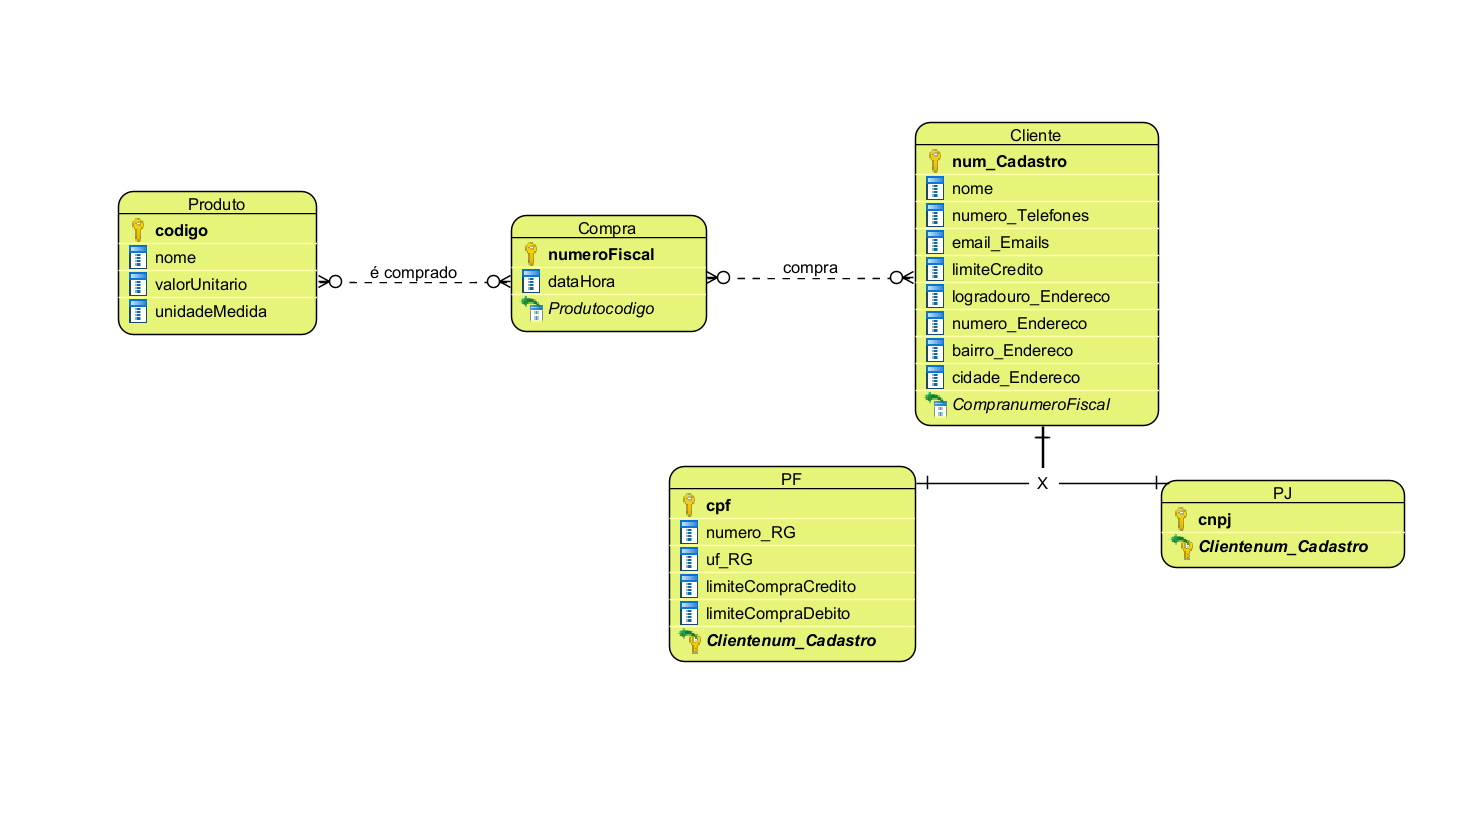 Produto
codigo
nome
valorUnitario
unidadeMedida
é comprado
Compra
numeroFiscal
dataHora
Produtocodigo
compra
Cliente
num_Cadastro
nome
numero_Telefones
email_Emails
limiteCredito
logradouro_Endereco
numero_Endereco
bairro_Endereco
cidade_Endereco
CompranumeroFiscal
X
PF
cpf
numero_RG
uf_RG
limiteCompraCredito
limiteCompraDebito
Clientenum_Cadastro
PJ
cnpj
Clientenum_Cadastro